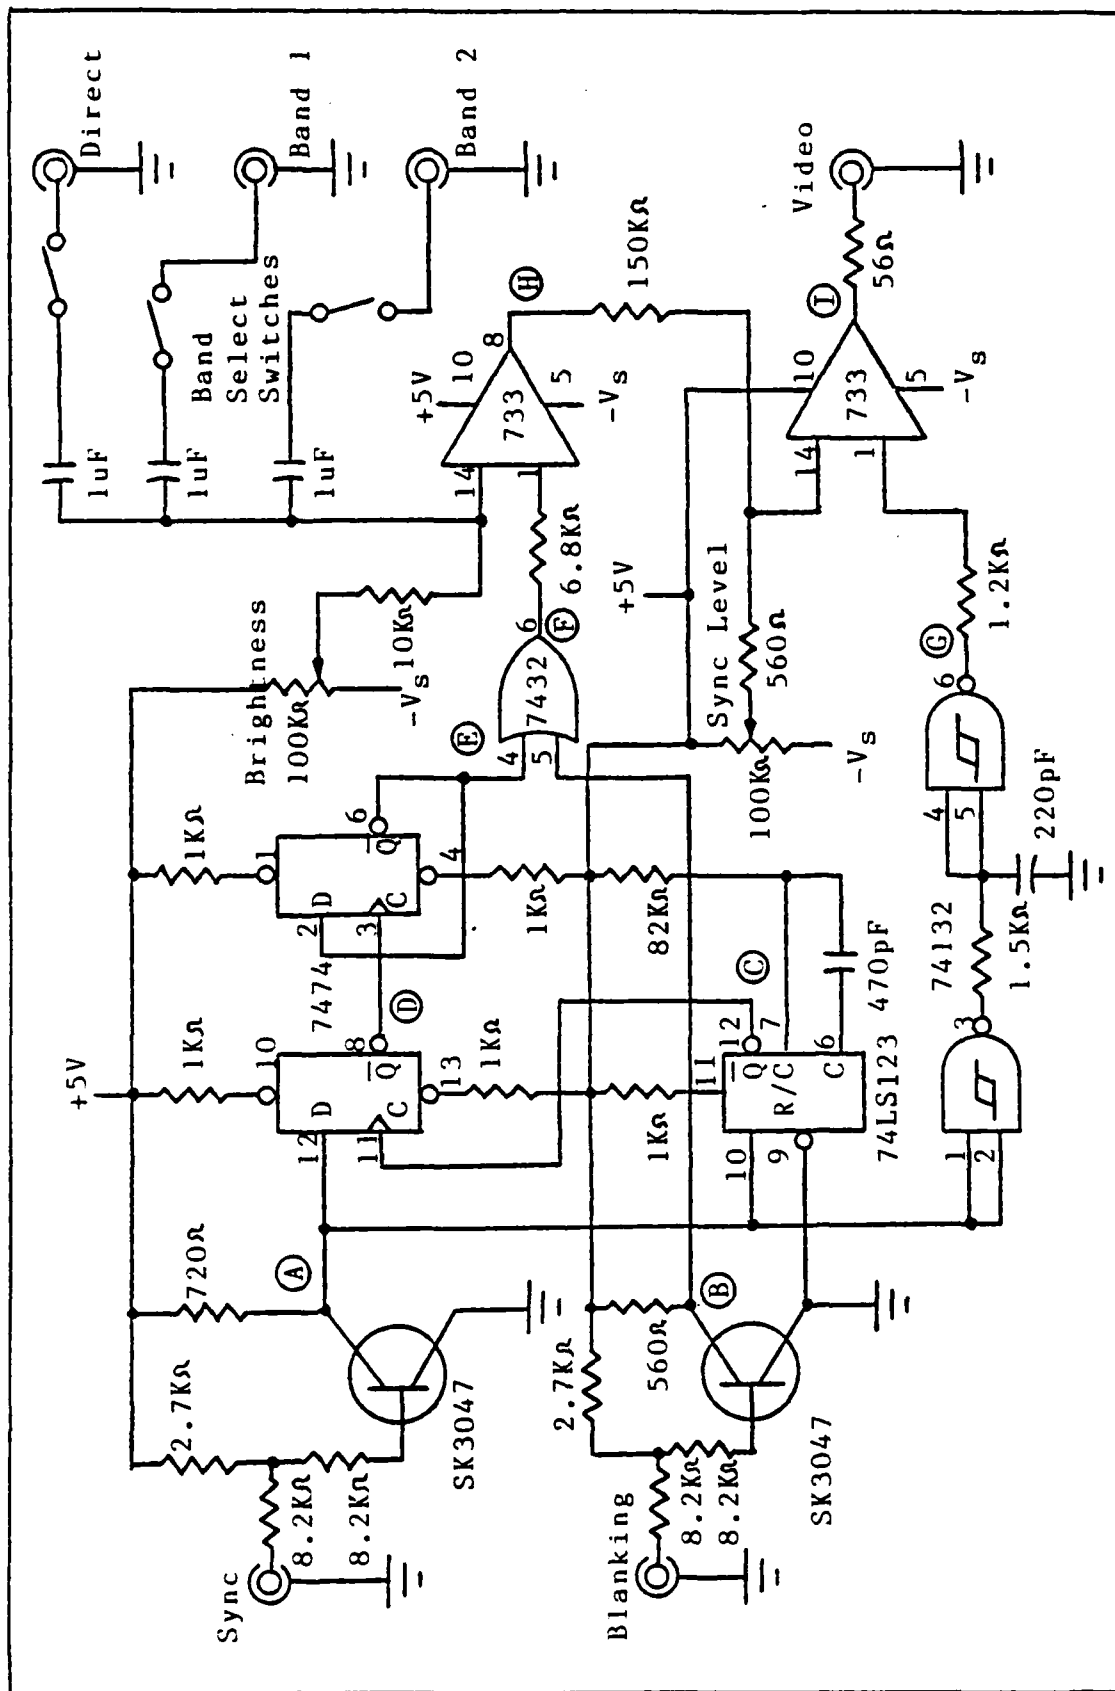 Sync
8.2KΩ
8.2KΩ
2.7KΩ
SK3047
720Ω
A
+5V
1KΩ
10
12
D
11
C
Q
8
13
1KΩ
D
7474
1KΩ
1
2
D
3
C
Q
6
4
1KΩ
E
4
5
7432
6
F
6.8KΩ
Brightness
100KΩ
-Vs
10KΩ
14
1
733
+5V
10
5
-Vs
8
H
150KΩ
1uF
1uF
1uF
Band
Select
Switches
Direct
Band 1
Band 2
Blanking
8.2KΩ
8.2KΩ
2.7KΩ
SK3047
560Ω
B
1KΩ
10
9
11
Q
12
R/C
7
C
6
74LS123
C
82KΩ
470pF
1
2
3
74132
1.5KΩ
220pF
4
5
6
G
1.2KΩ
+5V
Sync Level
100KΩ
560Ω
-Vs
14
1
733
10
5
-Vs
I
56Ω
Video